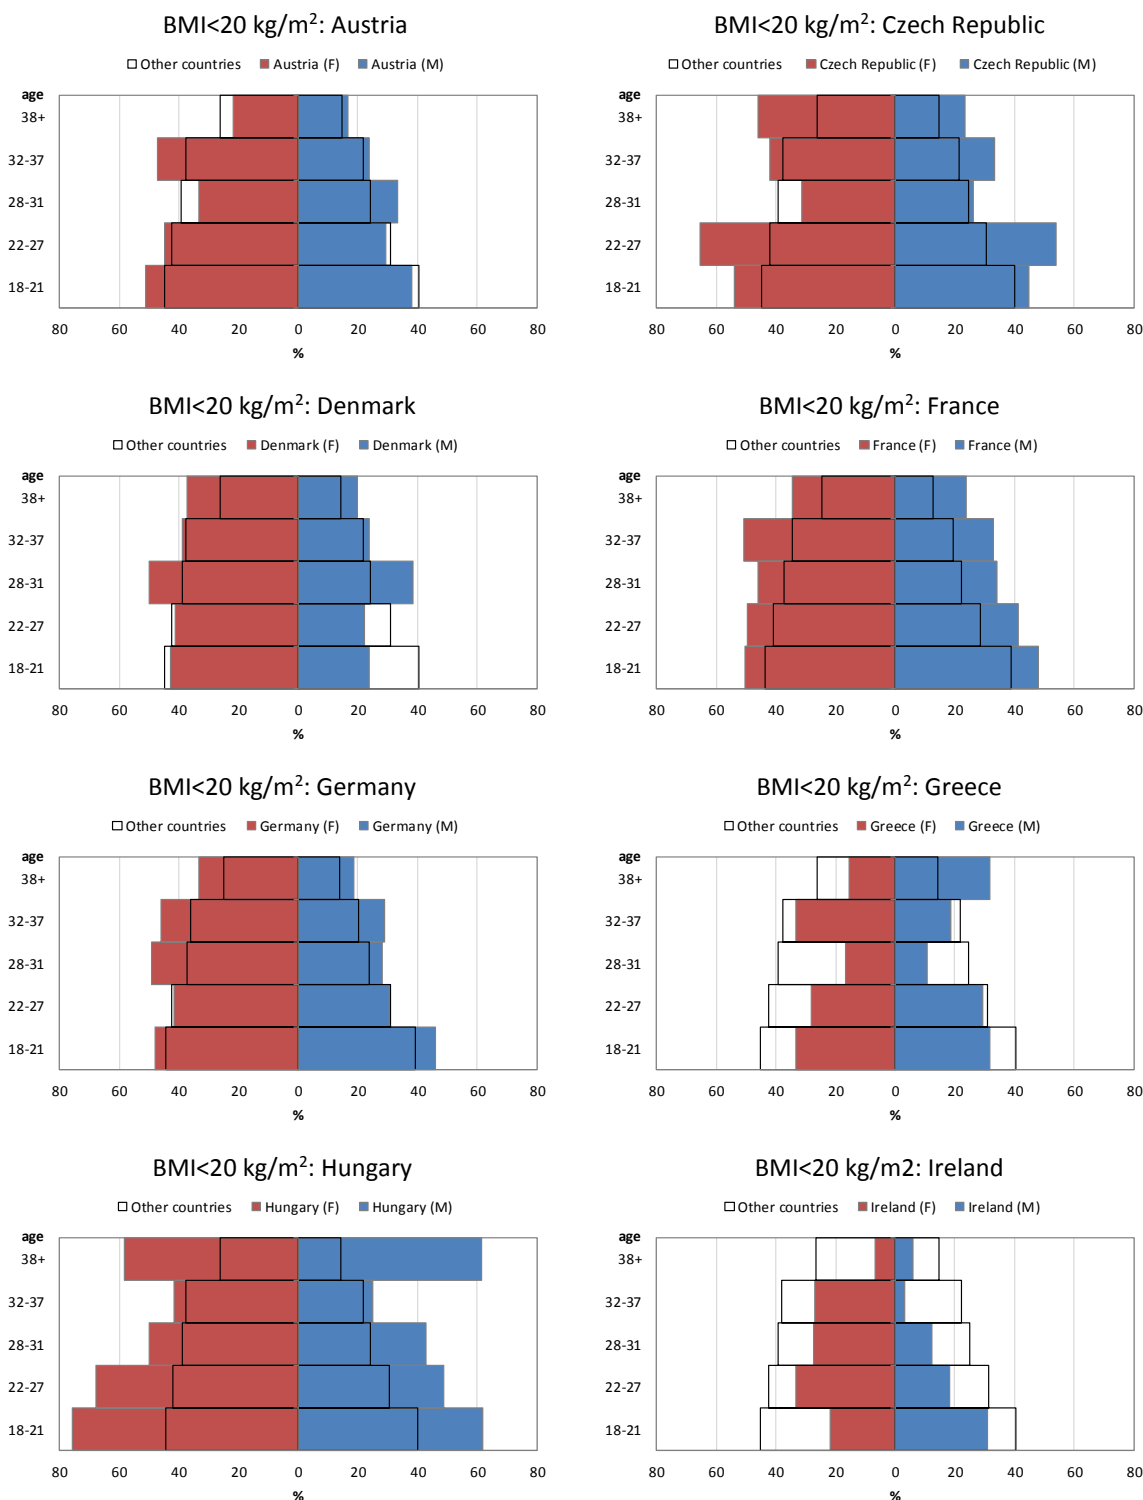 BMI<20 kg/m²: Austria
Other countries Austria (F) Austria (M)
age
38+
32-37
28-31
22-27
18-21
80 60 40 20 0 20 40 60 80
%
BMI<20 kg/m²: Czech Republic
Other countries Czech Republic (F) Czech Republic (M)
age
38+
32-37
28-31
22-27
18-21
80 60 40 20 0 20 40 60 80
%
BMI<20 kg/m²: Denmark
Other countries Denmark (F) Denmark (M)
age
38+
32-37
28-31
22-27
18-21
80 60 40 20 0 20 40 60 80
%
BMI<20 kg/m²: France
Other countries France (F) France (M)
age
38+
32-37
28-31
22-27
18-21
80 60 40 20 0 20 40 60 80
%
BMI<20 kg/m²: Germany
Other countries Germany (F) Germany (M)
age
38+
32-37
28-31
22-27
18-21
80 60 40 20 0 20 40 60 80
%
BMI<20 kg/m²: Greece
Other countries Greece (F) Greece (M)
age
38+
32-37
28-31
22-27
18-21
80 60 40 20 0 20 40 60 80
%
BMI<20 kg/m²: Hungary
Other countries Hungary (F) Hungary (M)
age
38+
32-37
28-31
22-27
18-21
80 60 40 20 0 20 40 60 80
%
BMI<20 kg/m2: Ireland
Other countries Ireland (F) Ireland (M)
age
38+
32-37
28-31
22-27
18-21
80 60 40 20 0 20 40 60 80
%